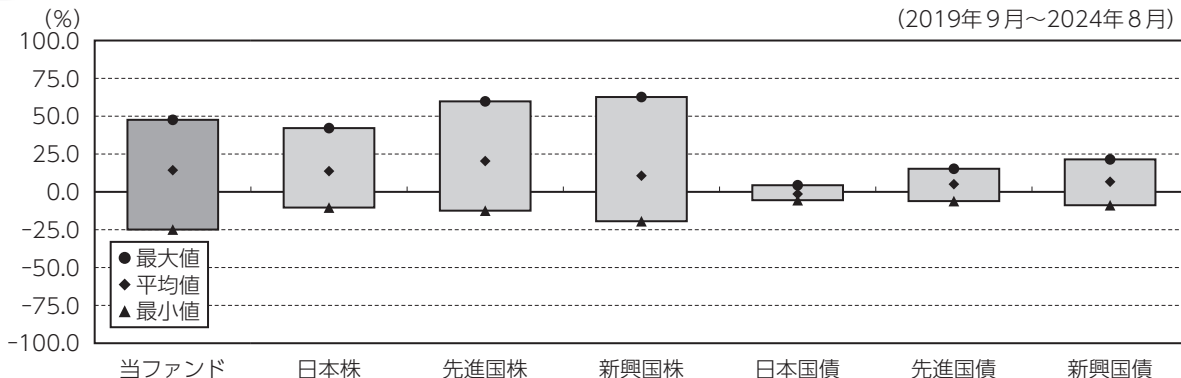 (%)
(2019年9月～2024年8月)
100.0
75.0
50.0
25.0
0.0
-25.0
-50.0
-75.0
-100.0
最大値
平均値
最小値
当ファンド 日本株 先進国株 新興国株 日本国債 先進国債 新興国債